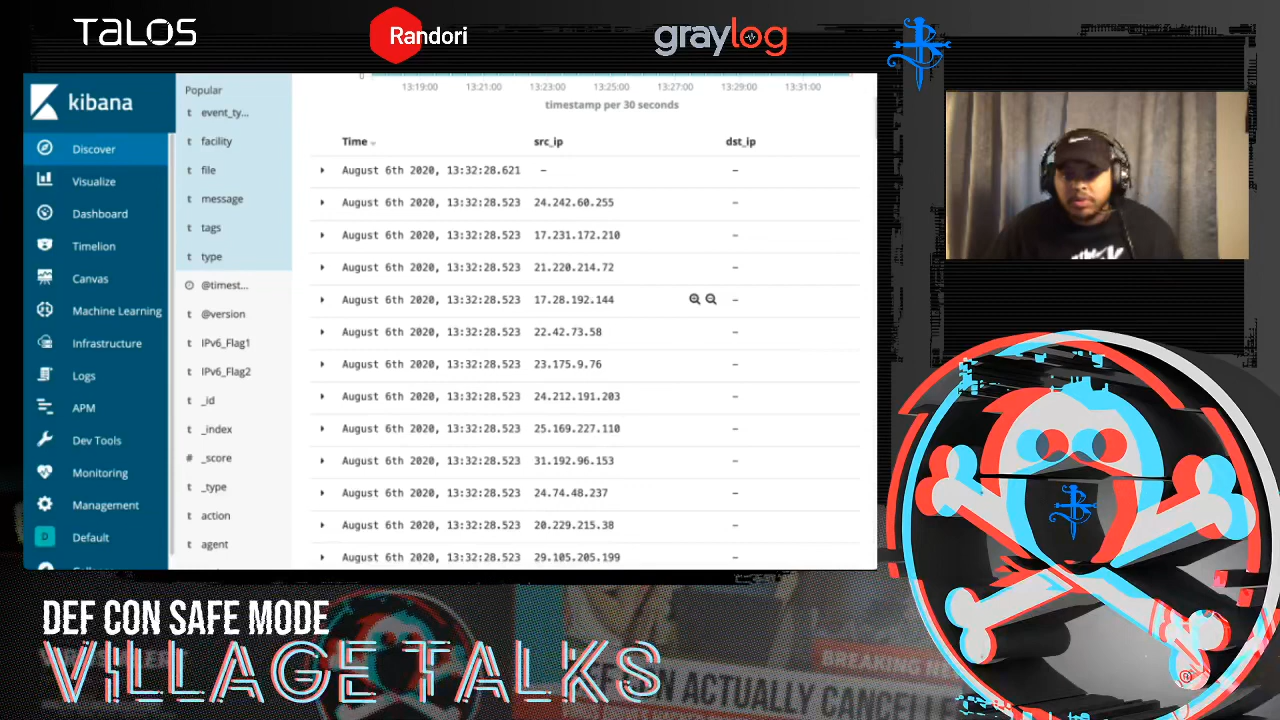 TALOS
Randori
graylog
kibana
Discover
Visualize
Dashboard
Timelion
Canvas
Machine Learning
Infrastructure
Logs
APM
Dev Tools
Monitoring
Management
D Default
Popular
t event_ty...
t facility
t file
t message
t tags
t type
@timest...
t @version
t IPv6_Flag1
t IPv6_Flag2
t _id
t _index
# _score
t _type
t action
t agent
0
13:19:00 13:21:00 13:23:00 13:25:00 13:27:00 13:29:00 13:31:00
timestamp per 30 seconds
Time src_ip dst_ip
August 6th 2020, 13:32:28.621 – –
August 6th 2020, 13:32:28.523 24.242.60.255 –
August 6th 2020, 13:32:28.523 17.231.172.210 –
August 6th 2020, 13:32:28.523 21.220.214.72 –
August 6th 2020, 13:32:28.523 17.28.192.144 –
August 6th 2020, 13:32:28.523 22.42.73.58 –
August 6th 2020, 13:32:28.523 23.175.9.76 –
August 6th 2020, 13:32:28.523 24.212.191.203 –
August 6th 2020, 13:32:28.523 25.169.227.110 –
August 6th 2020, 13:32:28.523 31.192.96.153 –
August 6th 2020, 13:32:28.523 24.74.48.237 –
August 6th 2020, 13:32:28.523 20.229.215.38 –
August 6th 2020, 13:32:28.523 29.105.205.199 –
DEF CON SAFE MODE
VILLAGE TALKS
BREAKING
CON ACTUALLY CANCELLE
®